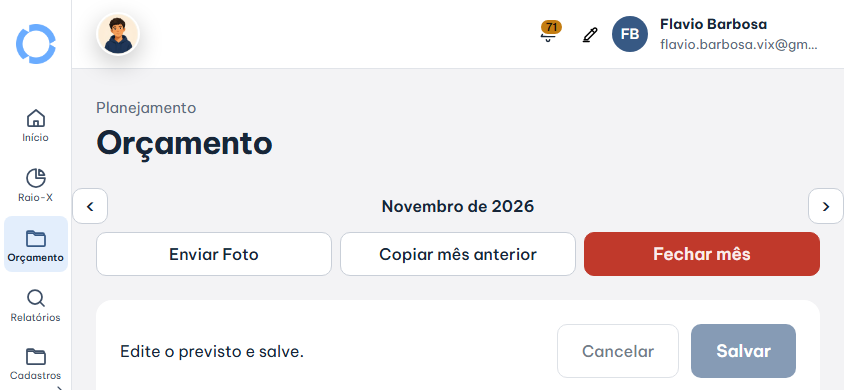 71
Flavio Barbosa
FB
flavio.barbosa.vix@gm...
Início
Raio-X
Orçamento
Relatórios
Cadastros
Planejamento
Orçamento
Novembro de 2026
Enviar Foto
Copiar mês anterior
Fechar mês
Edite o previsto e salve.
Cancelar
Salvar